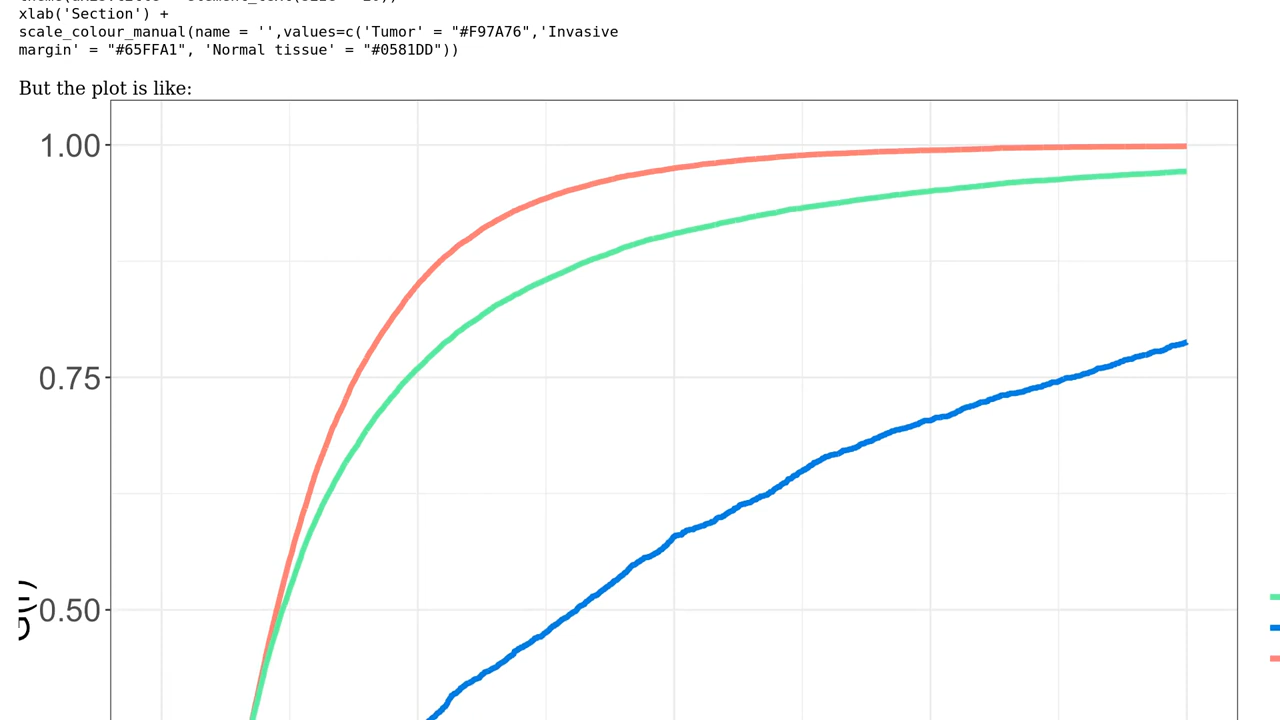 xlab('Section') +
scale_colour_manual(name = '',values=c('Tumor' = "#F97A76",'Invasive
margin' = "#65FFA1", 'Normal tissue' = "#0581DD"))
But the plot is like:
1.00
0.75
0.50